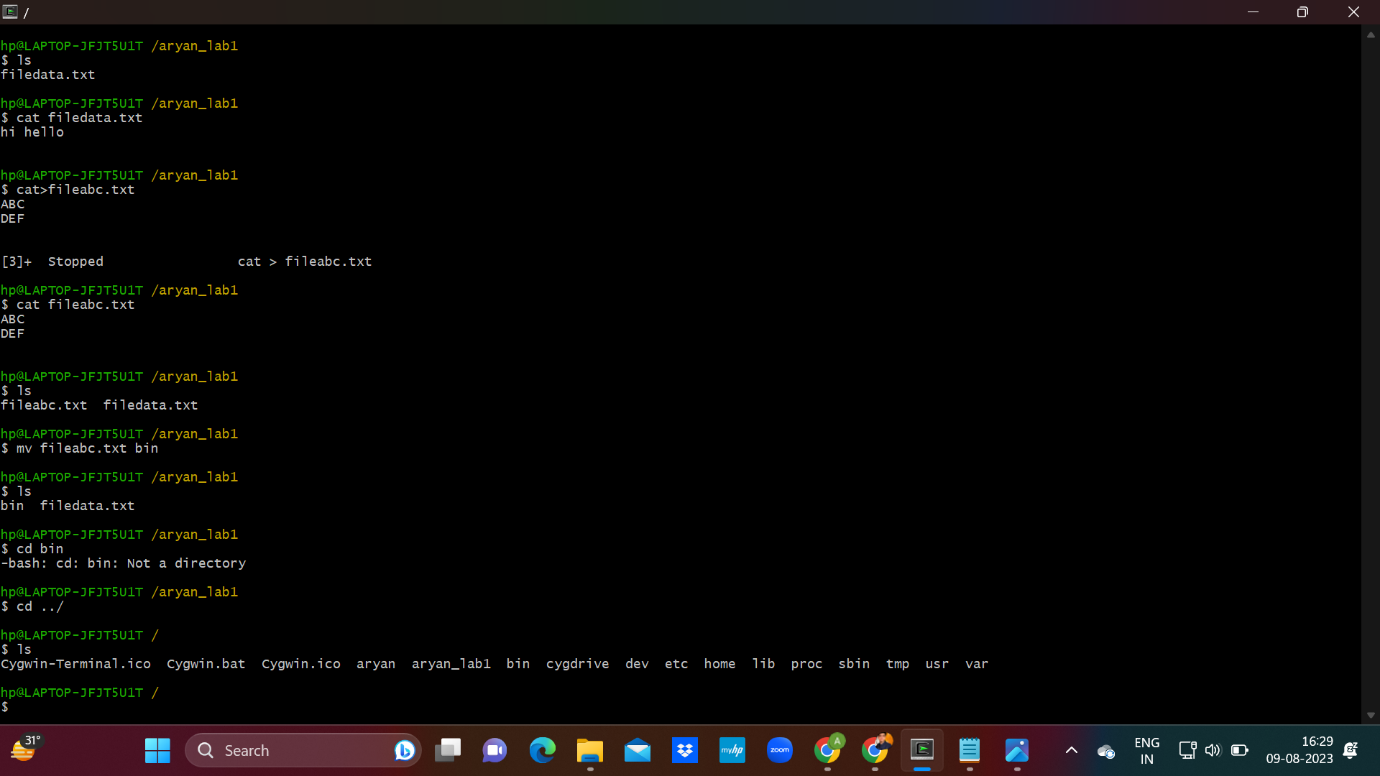 /
hp@LAPTOP-JFJT5U1T /aryan_lab1
$ ls
filedata.txt
hp@LAPTOP-JFJT5U1T /aryan_lab1
$ cat filedata.txt
hi hello
hp@LAPTOP-JFJT5U1T /aryan_lab1
$ cat>fileabc.txt
ABC
DEF
[3]+  Stopped                 cat > fileabc.txt
hp@LAPTOP-JFJT5U1T /aryan_lab1
$ cat fileabc.txt
ABC
DEF
hp@LAPTOP-JFJT5U1T /aryan_lab1
$ ls
fileabc.txt  filedata.txt
hp@LAPTOP-JFJT5U1T /aryan_lab1
$ mv fileabc.txt bin
hp@LAPTOP-JFJT5U1T /aryan_lab1
$ ls
bin  filedata.txt
hp@LAPTOP-JFJT5U1T /aryan_lab1
$ cd bin
-bash: cd: bin: Not a directory
hp@LAPTOP-JFJT5U1T /aryan_lab1
$ cd ../
hp@LAPTOP-JFJT5U1T /
$ ls
Cygwin-Terminal.ico  Cygwin.bat  Cygwin.ico  aryan  aryan_lab1  bin  cygdrive  dev  etc  home  lib  proc  sbin  tmp  usr  var
hp@LAPTOP-JFJT5U1T /
$
31°
Search
myhp
zoom
A
ENG
IN
16:29
09-08-2023